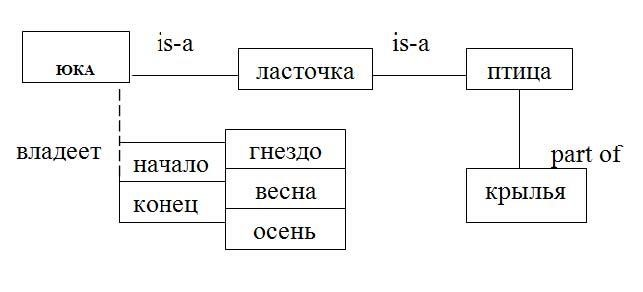 is-a
is-a
ЮКА
ласточка
птица
владеет
гнездо
part of
начало
весна
крылья
конец
осень